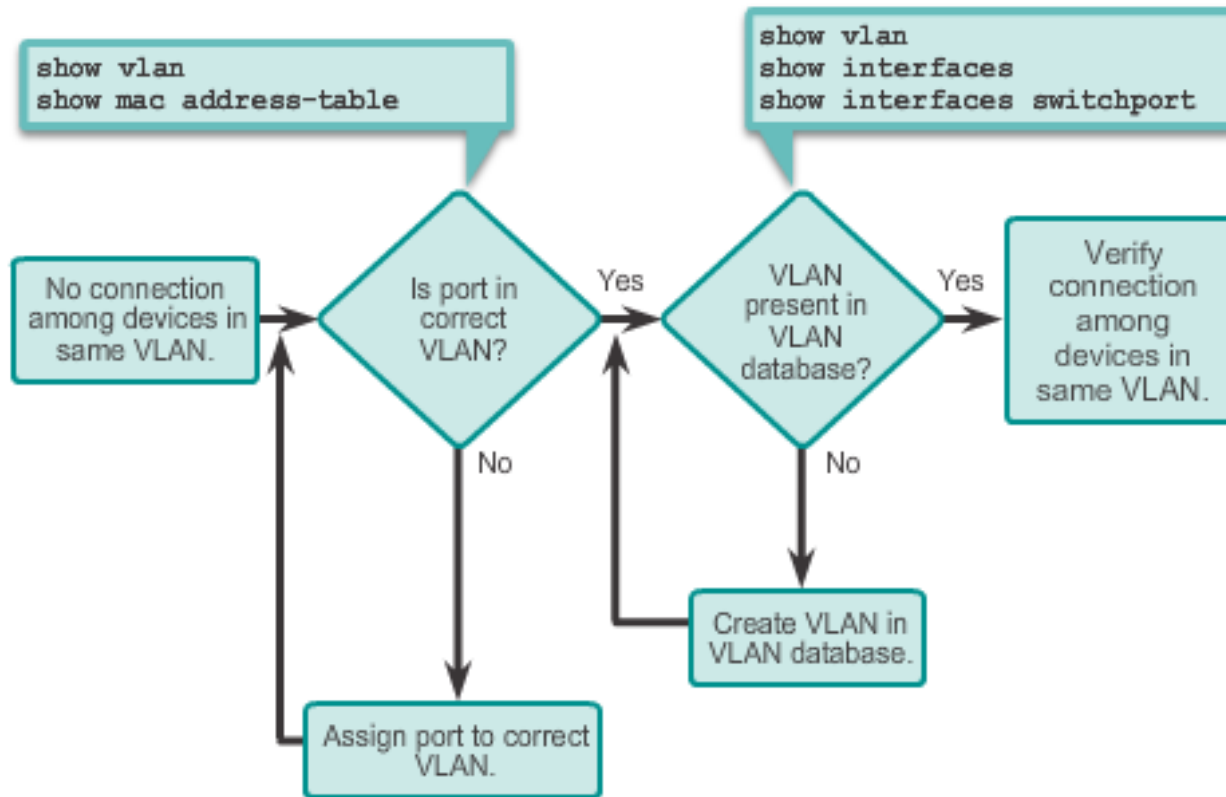 show vlan
show mac address-table
show vlan
show interfaces
show interfaces switchport
No connection
among devices in
same VLAN.
Is port in
correct
VLAN?
Yes
VLAN
present in
VLAN
database?
Yes
Verify
connection
among
devices in
same VLAN.
No
No
Create VLAN in
VLAN database.
Assign port to correct
VLAN.